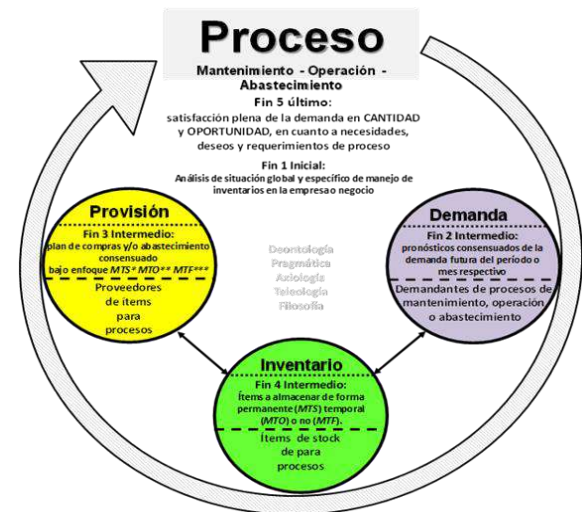 Proceso
Mantenimiento - Operación -
Abastecimiento
Fin 5 último:
satisfacción plena de la demanda en CANTIDAD
y OPORTUNIDAD, en cuanto a necesidades,
deseos y requerimientos de proceso
Fin 1 Inicial:
Análisis de situación global y específico de manejo de
inventarios en la empresa o negocio
Provisión
Fin 3 Intermedio:
plan de compras y/o abastecimiento
consensuado
bajo enfoque MTS* MTO** MTF***
Proveedores
de ítems
para
procesos
Deontología
Pragmática
Axiología
Teleología
Filosofía
Demanda
Fin 2 Intermedio:
pronósticos consensuados de la
demanda futura del período o
mes respectivo
Demandantes de procesos de
mantenimiento, operación
o abastecimiento
Inventario
Fin 4 Intermedio:
Ítems a almacenar de forma
permanente (MTS) temporal
(MTO) o no (MTF).
Ítems de stock
de para
procesos